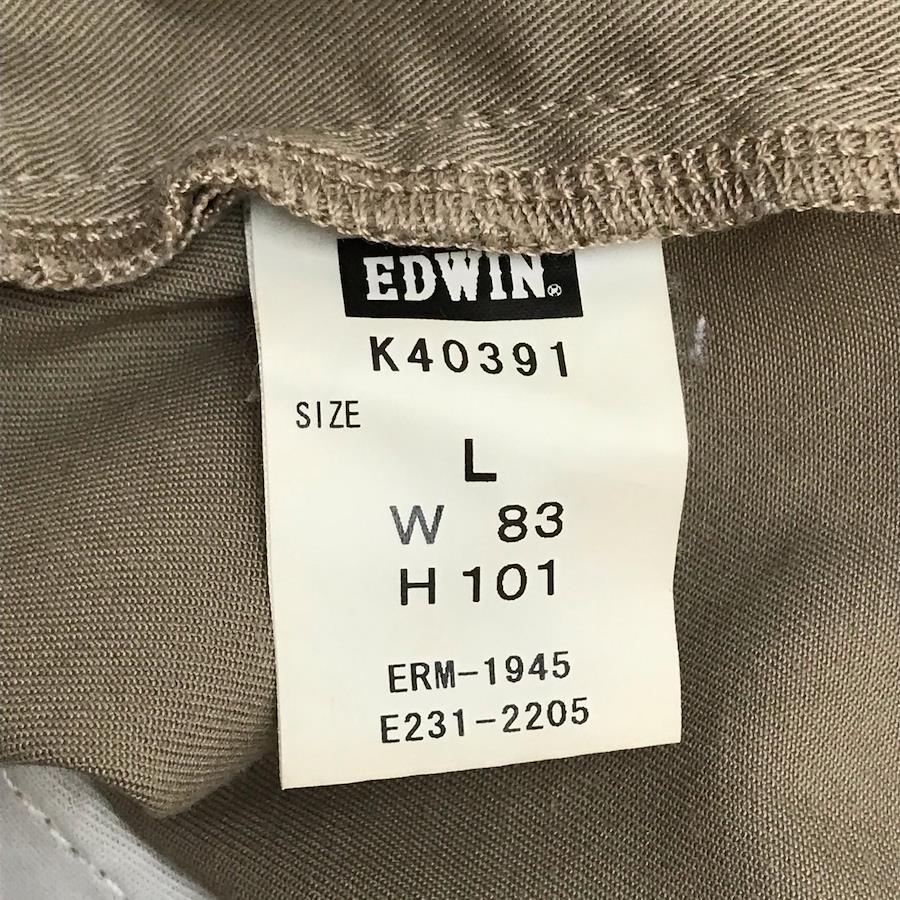 EDWIN®
K40391
SIZE
L
W 83
H 101
ERM-1945
E231-2205